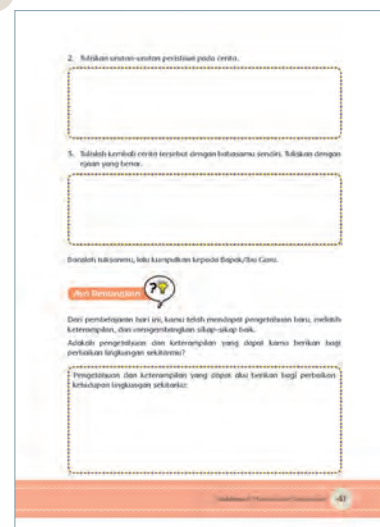 2. Tuliskan urutan-urutan peristiwa pada cerita.
3. Tulislah kembali cerita tersebut dengan bahasamu sendiri. Tuliskan dengan
ejaan yang benar.
Bacalah tulisanmu, lalu kumpulkan kepada Bapak/Ibu Guru.
Ayo Renungkan
Dari pembelajaran hari ini, kamu telah mendapat pengetahuan baru, melatih
keterampilan, dan mengembangkan sikap-sikap baik.
Adakah pengetahuan dan keterampilan yang dapat kamu berikan bagi
perbaikan lingkungan sekitarmu?
Pengetahuan dan keterampilan yang dapat aku berikan bagi perbaikan
kehidupan lingkungan sekitarku:
41